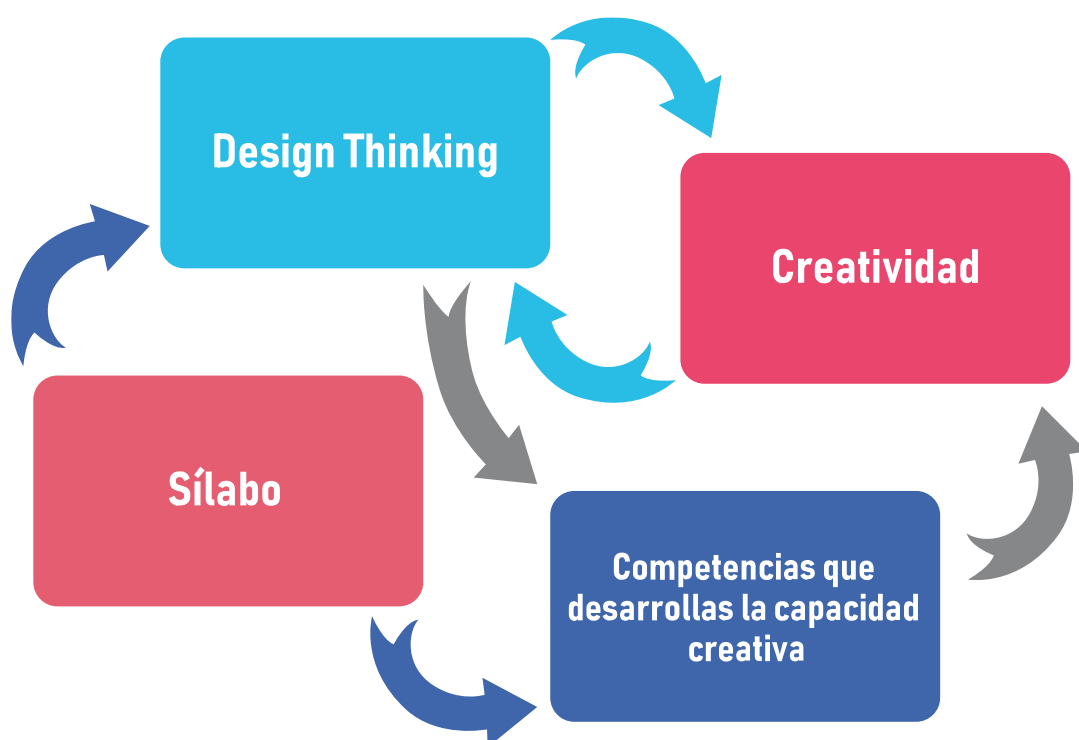 Design Thinking
Creatividad
Sílabo
Competencias que
desarrollas la capacidad
creativa